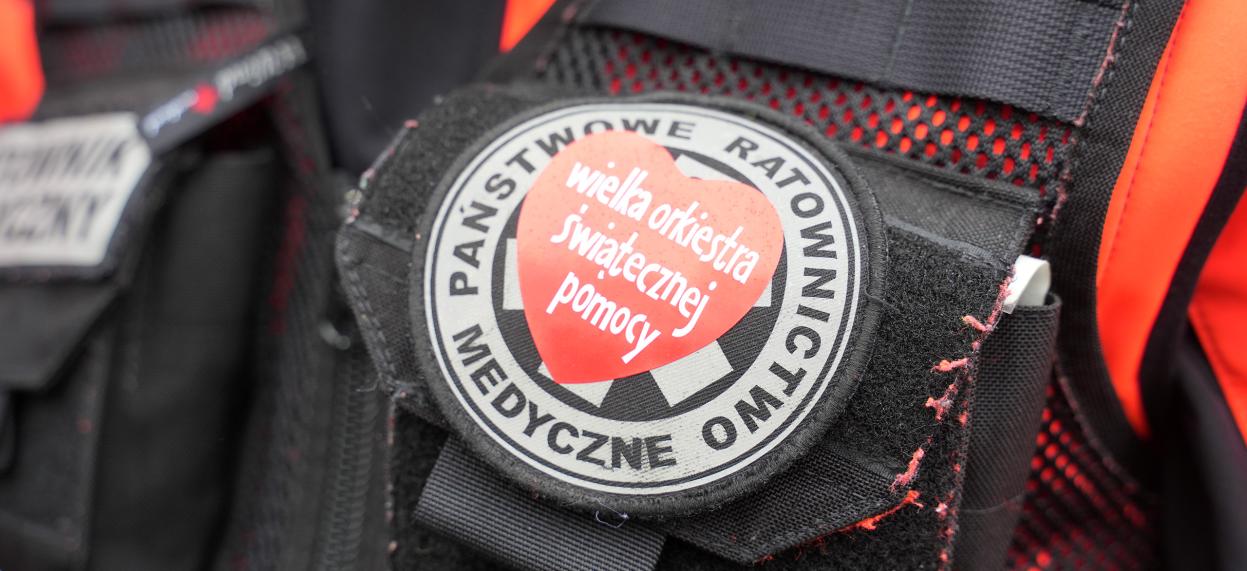 PAŃSTWOWE RATOWNICTWO
MEDYCZNE
wielka orkiestra
świątecznej
pomocy